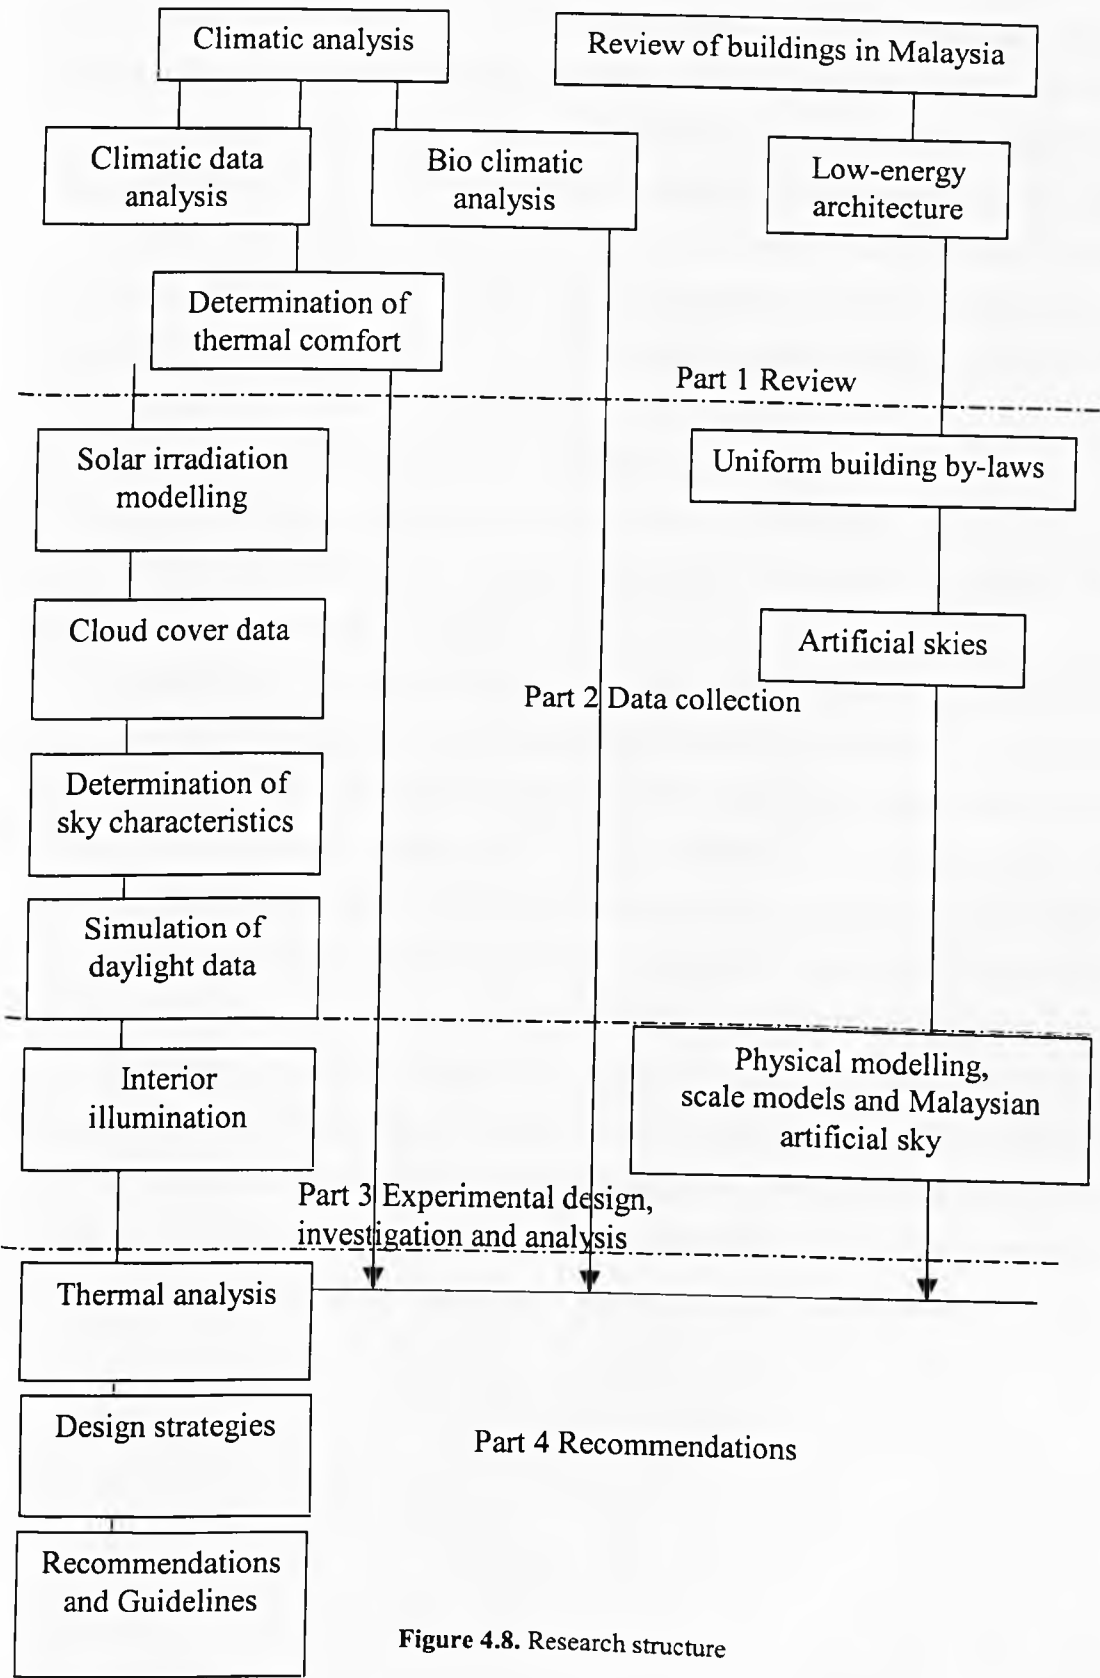 Climatic analysis
Review of buildings in Malaysia
Climatic data
analysis
Bio climatic
analysis
Low-energy
architecture
Determination of
thermal comfort
Part 1 Review
Solar irradiation
modelling
Uniform building by-laws
Cloud cover data
Artificial skies
Part 2 Data collection
Determination of
sky characteristics
Simulation of
daylight data
Interior
illumination
Physical modelling,
scale models and Malaysian
artificial sky
Part 3 Experimental design,
investigation and analysis
Thermal analysis
Design strategies
Part 4 Recommendations
Recommendations
and Guidelines
Figure 4.8. Research structure